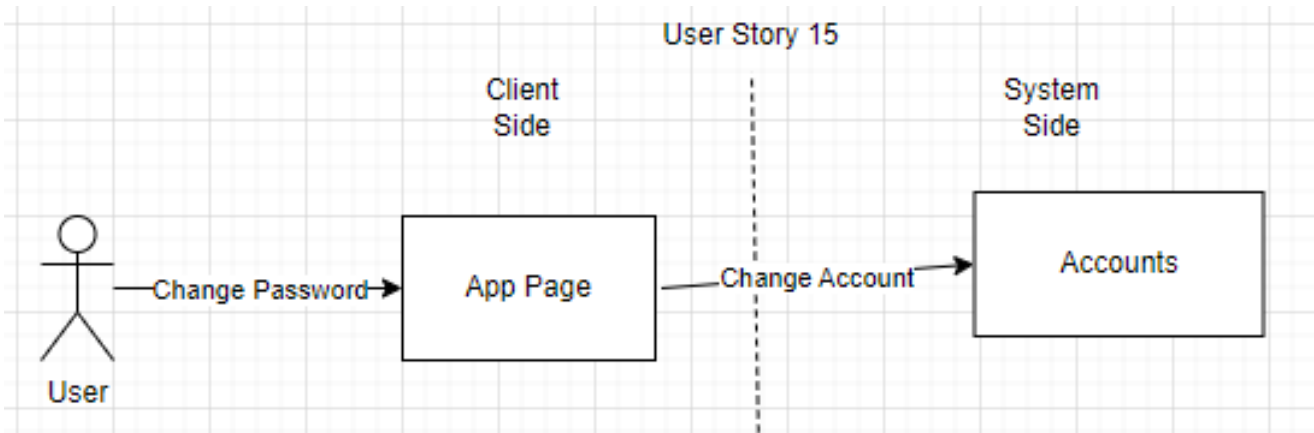 User Story 15
Client
Side
System
Side
Change Password
App Page
Change Account
Accounts
User